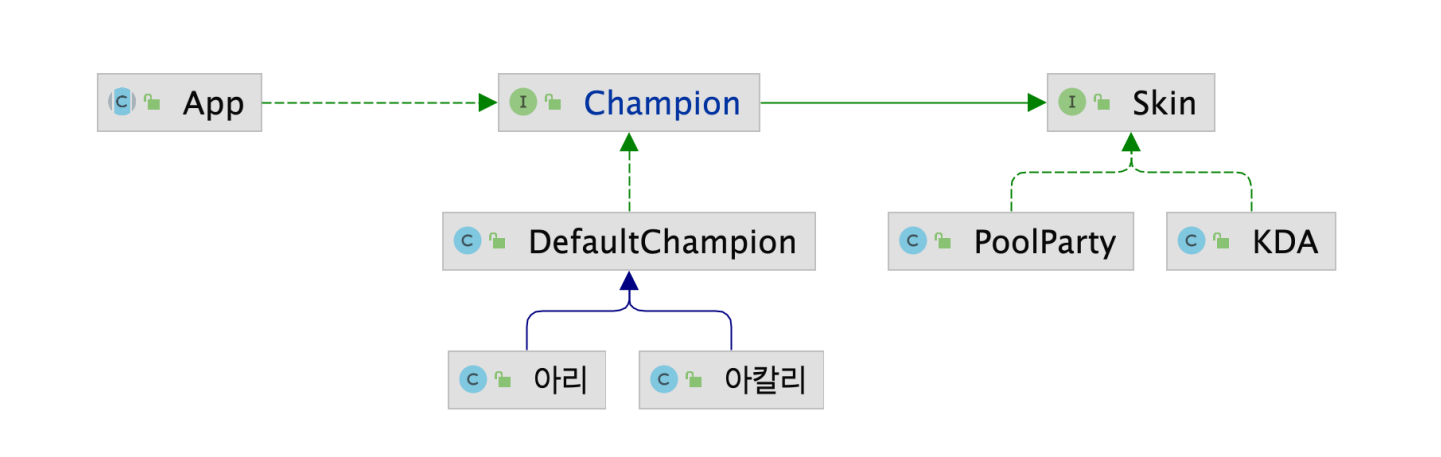 C App
I Champion
I Skin
C DefaultChampion
C PoolParty
C KDA
C 아리
C 아칼리